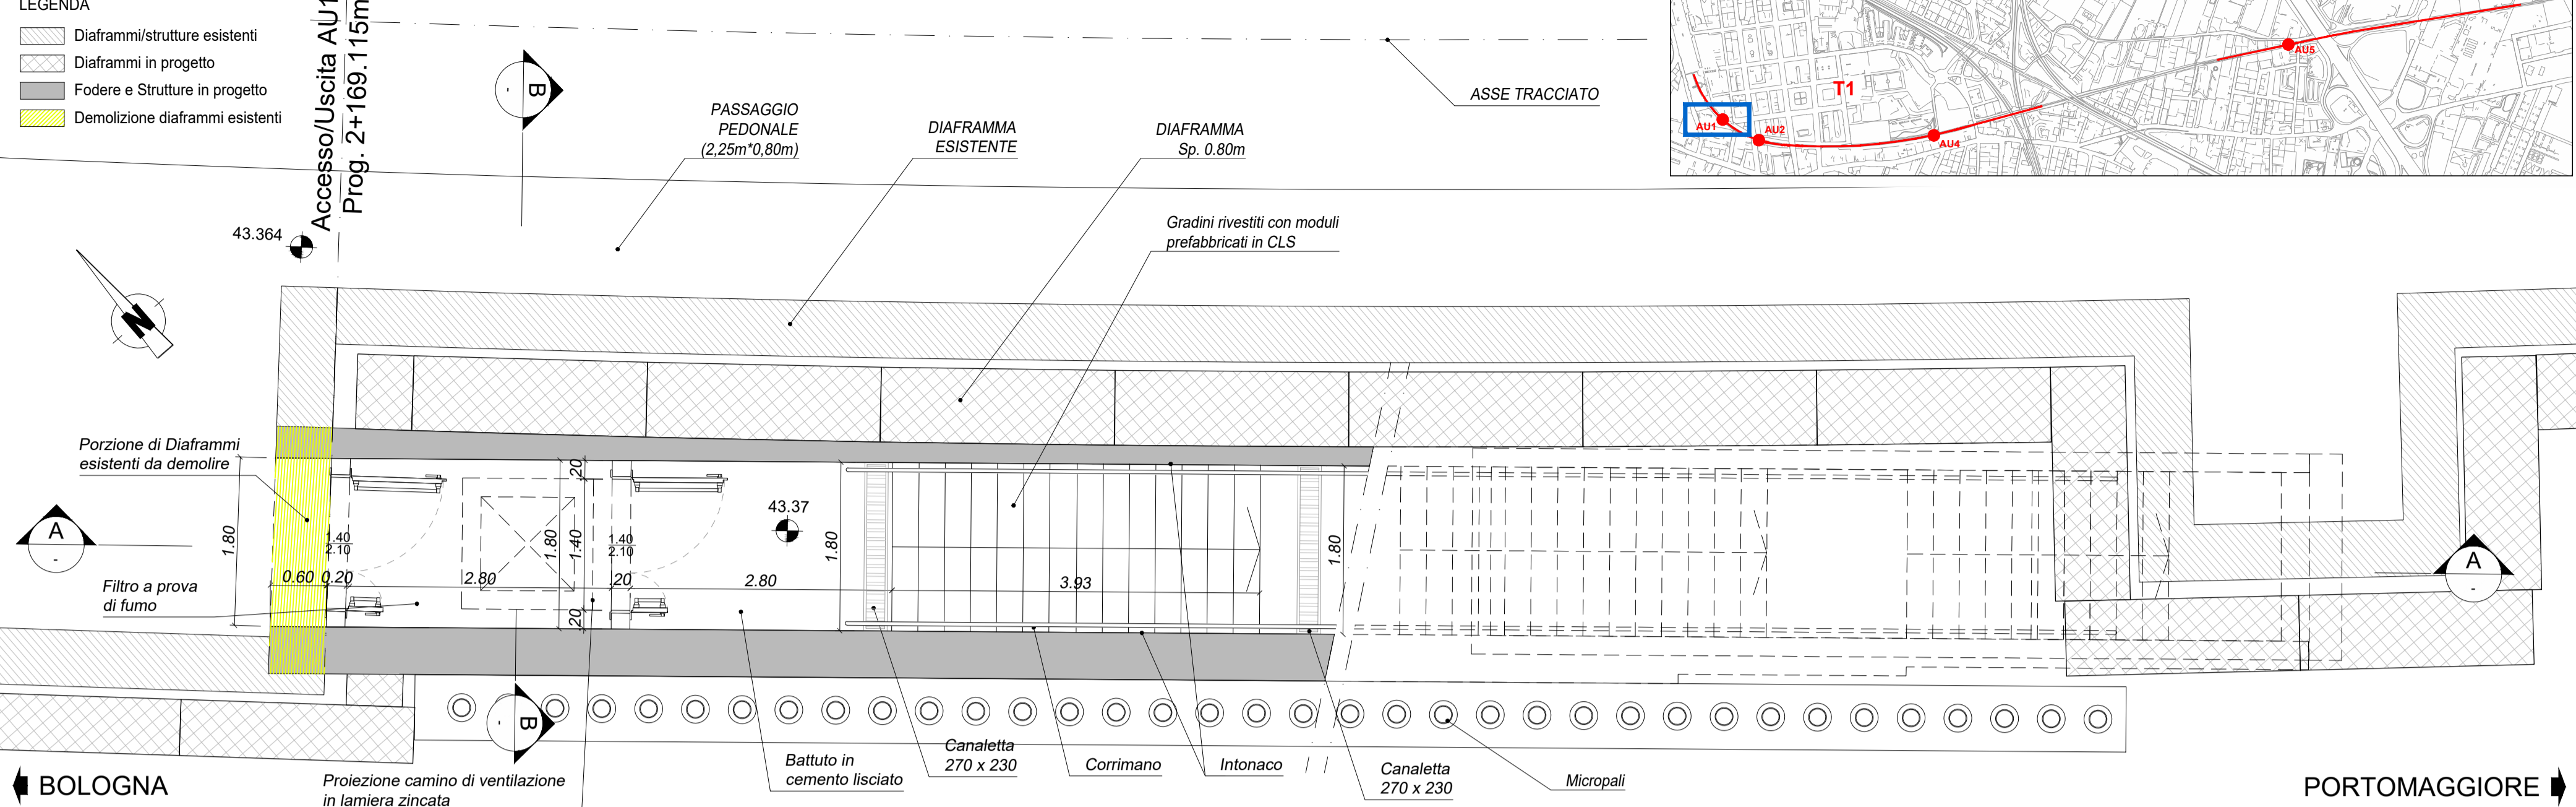 LEGENDA
Diaframmi/strutture esistenti
Diaframmi in progetto
Fodere e Strutture in progetto
Demolizione diaframmi esistenti
Accesso/Uscita AU1
Prog. 2+169.115m
B
-
PASSAGGIO
PEDONALE
(2,25m*0,80m)
DIAFRAMMA
ESISTENTE
DIAFRAMMA
Sp. 0.80m
ASSE TRACCIATO
T1
AU1
AU2
AU4
AU5
43.364
N
Gradini rivestiti con moduli
prefabbricati in CLS
Porzione di Diaframmi
esistenti da demolire
A
-
1.80
Filtro a prova
di fumo
0.60
0.20
1.40
2.10
2.80
1.80
.20
1.40
.20
1.40
2.10
.20
2.80
43.37
1.80
3.93
1.80
A
-
B
-
BOLOGNA
Proiezione camino di ventilazione
in lamiera zincata
Battuto in
cemento lisciato
Canaletta
270 x 230
Corrimano
Intonaco
Canaletta
270 x 230
Micropali
PORTOMAGGIORE